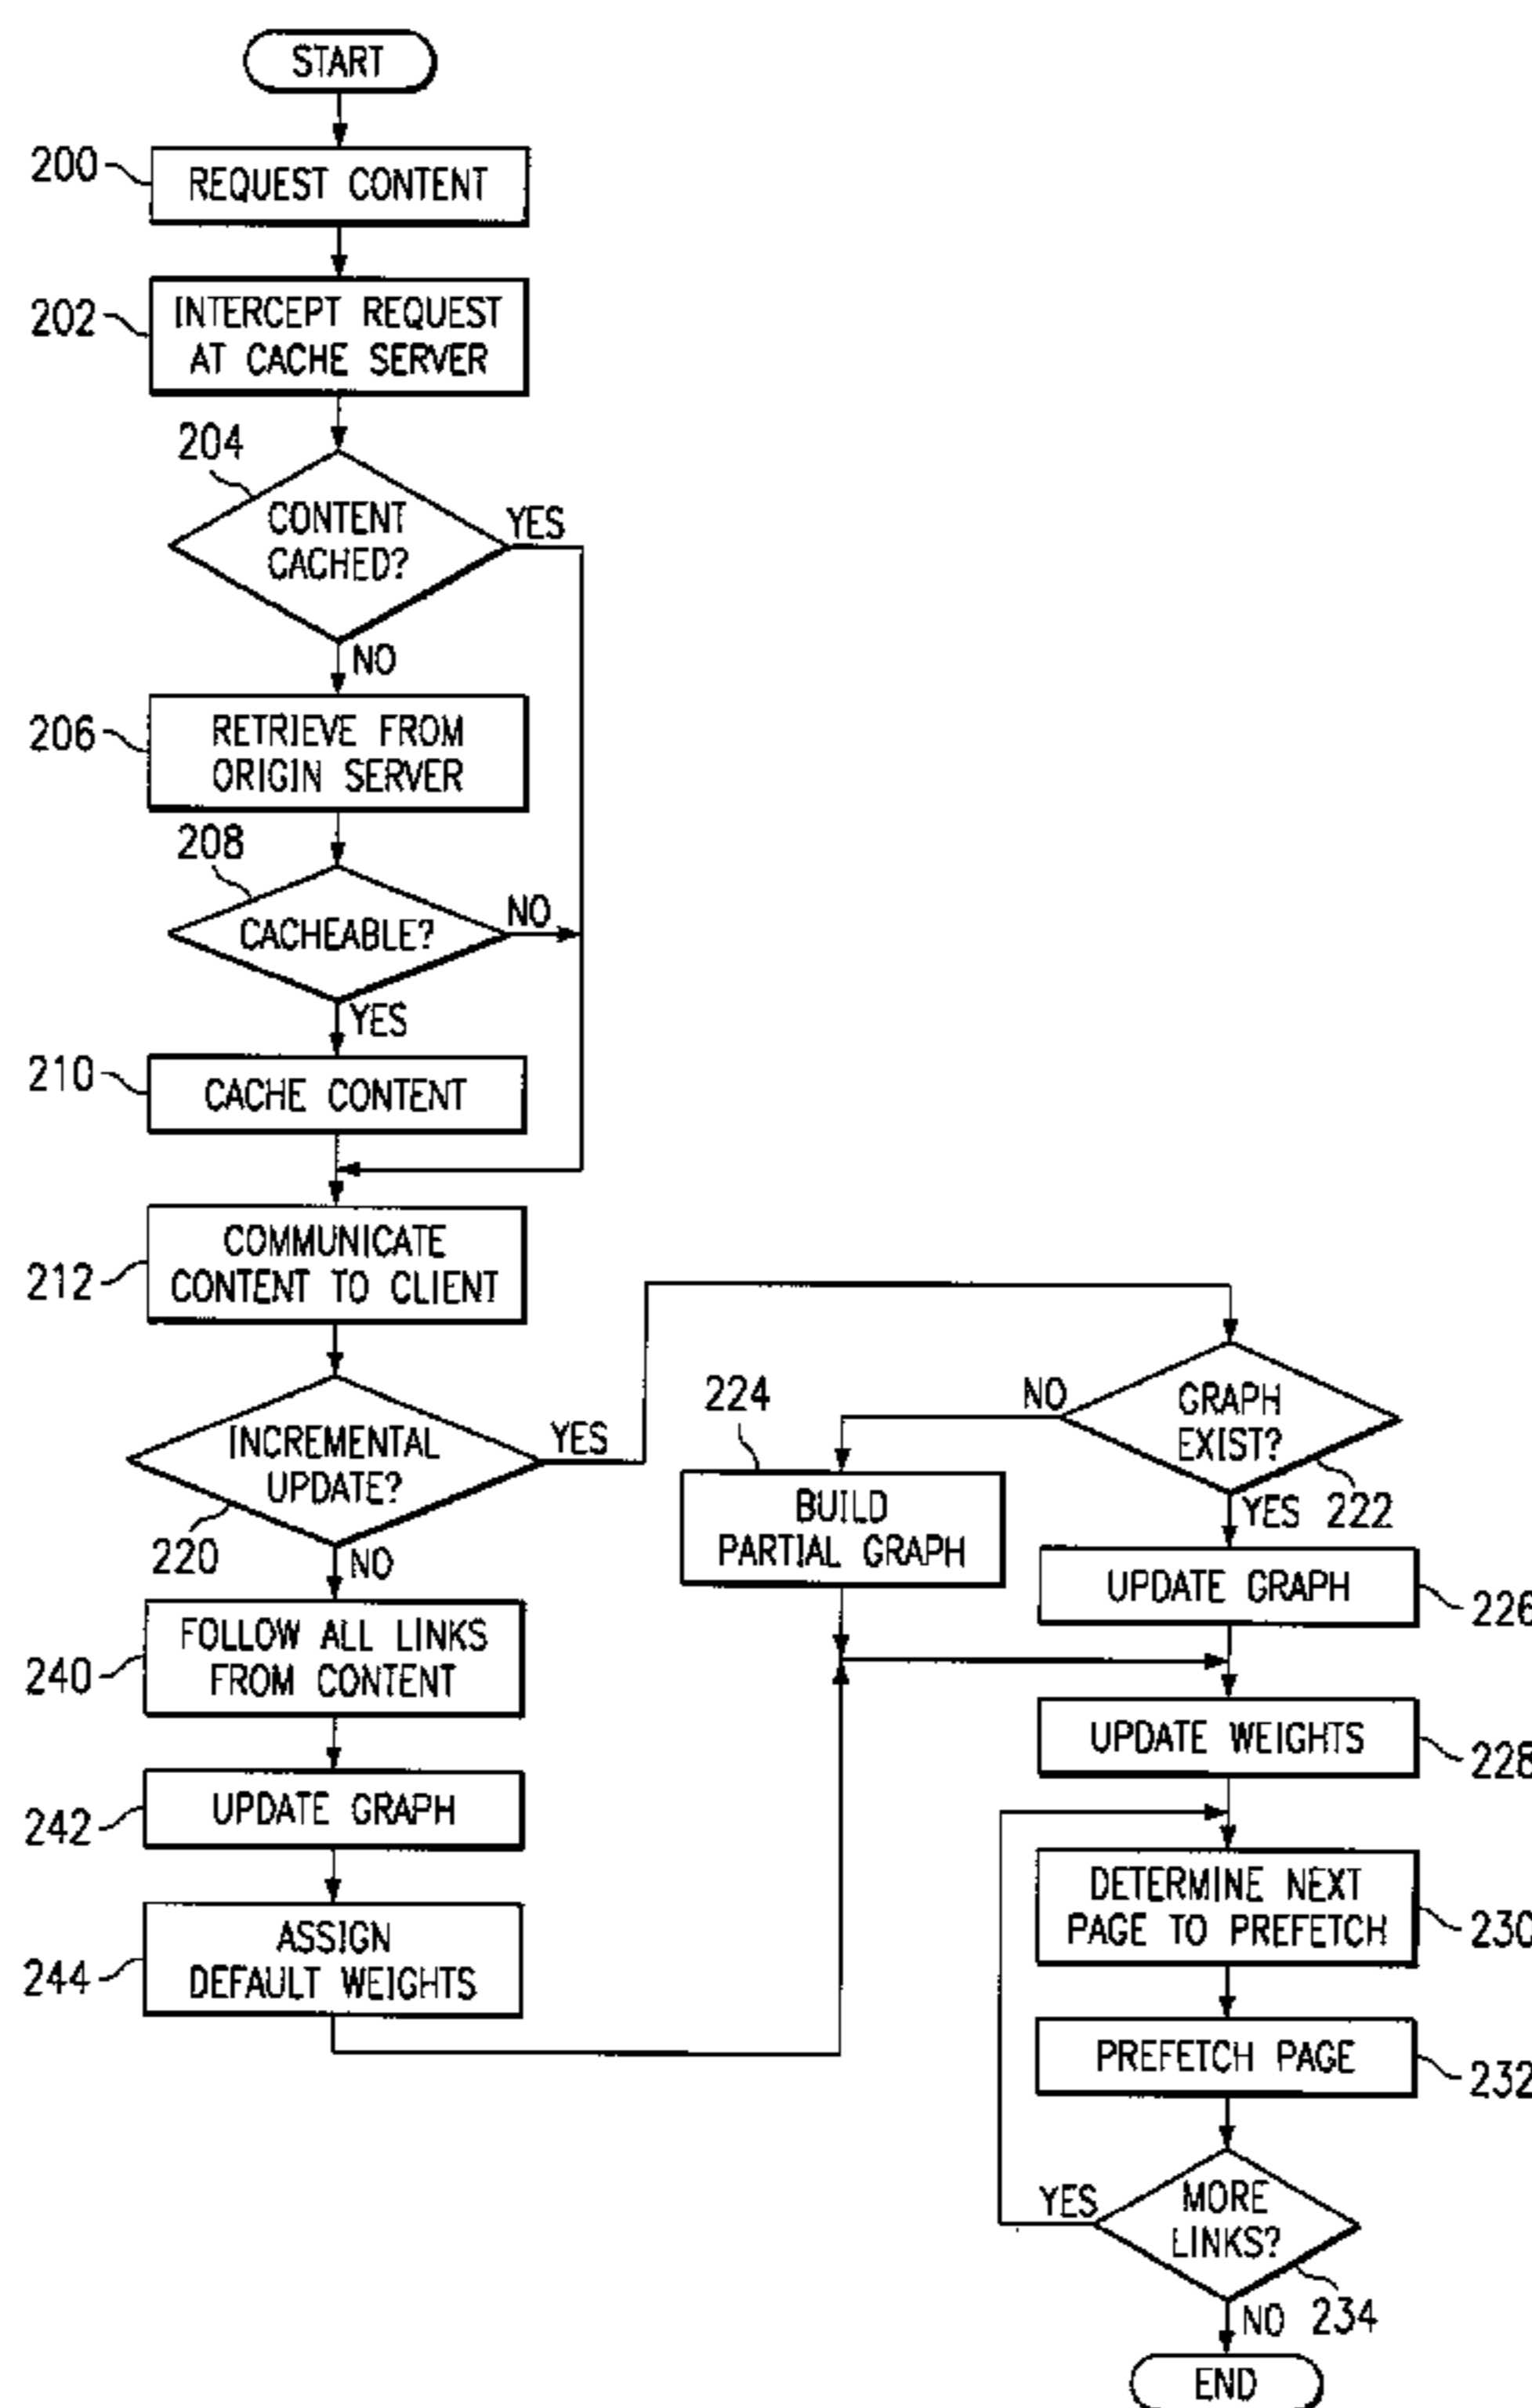 START
200
REQUEST CONTENT
202
INTERCEPT REQUEST
AT CACHE SERVER
204
CONTENT
CACHED?
YES
NO
206
RETRIEVE FROM
ORIGIN SERVER
208
CACHEABLE?
NO
YES
210
CACHE CONTENT
212
COMMUNICATE
CONTENT TO CLIENT
INCREMENTAL
UPDATE?
YES
220
NO
240
FOLLOW ALL LINKS
FROM CONTENT
242
UPDATE GRAPH
244
ASSIGN
DEFAULT WEIGHTS
GRAPH
EXIST?
NO
224
BUILD
PARTIAL GRAPH
YES
222
UPDATE GRAPH
226
UPDATE WEIGHTS
228
DETERMINE NEXT
PAGE TO PREFETCH
230
PREFETCH PAGE
232
MORE
LINKS?
YES
234
NO
END